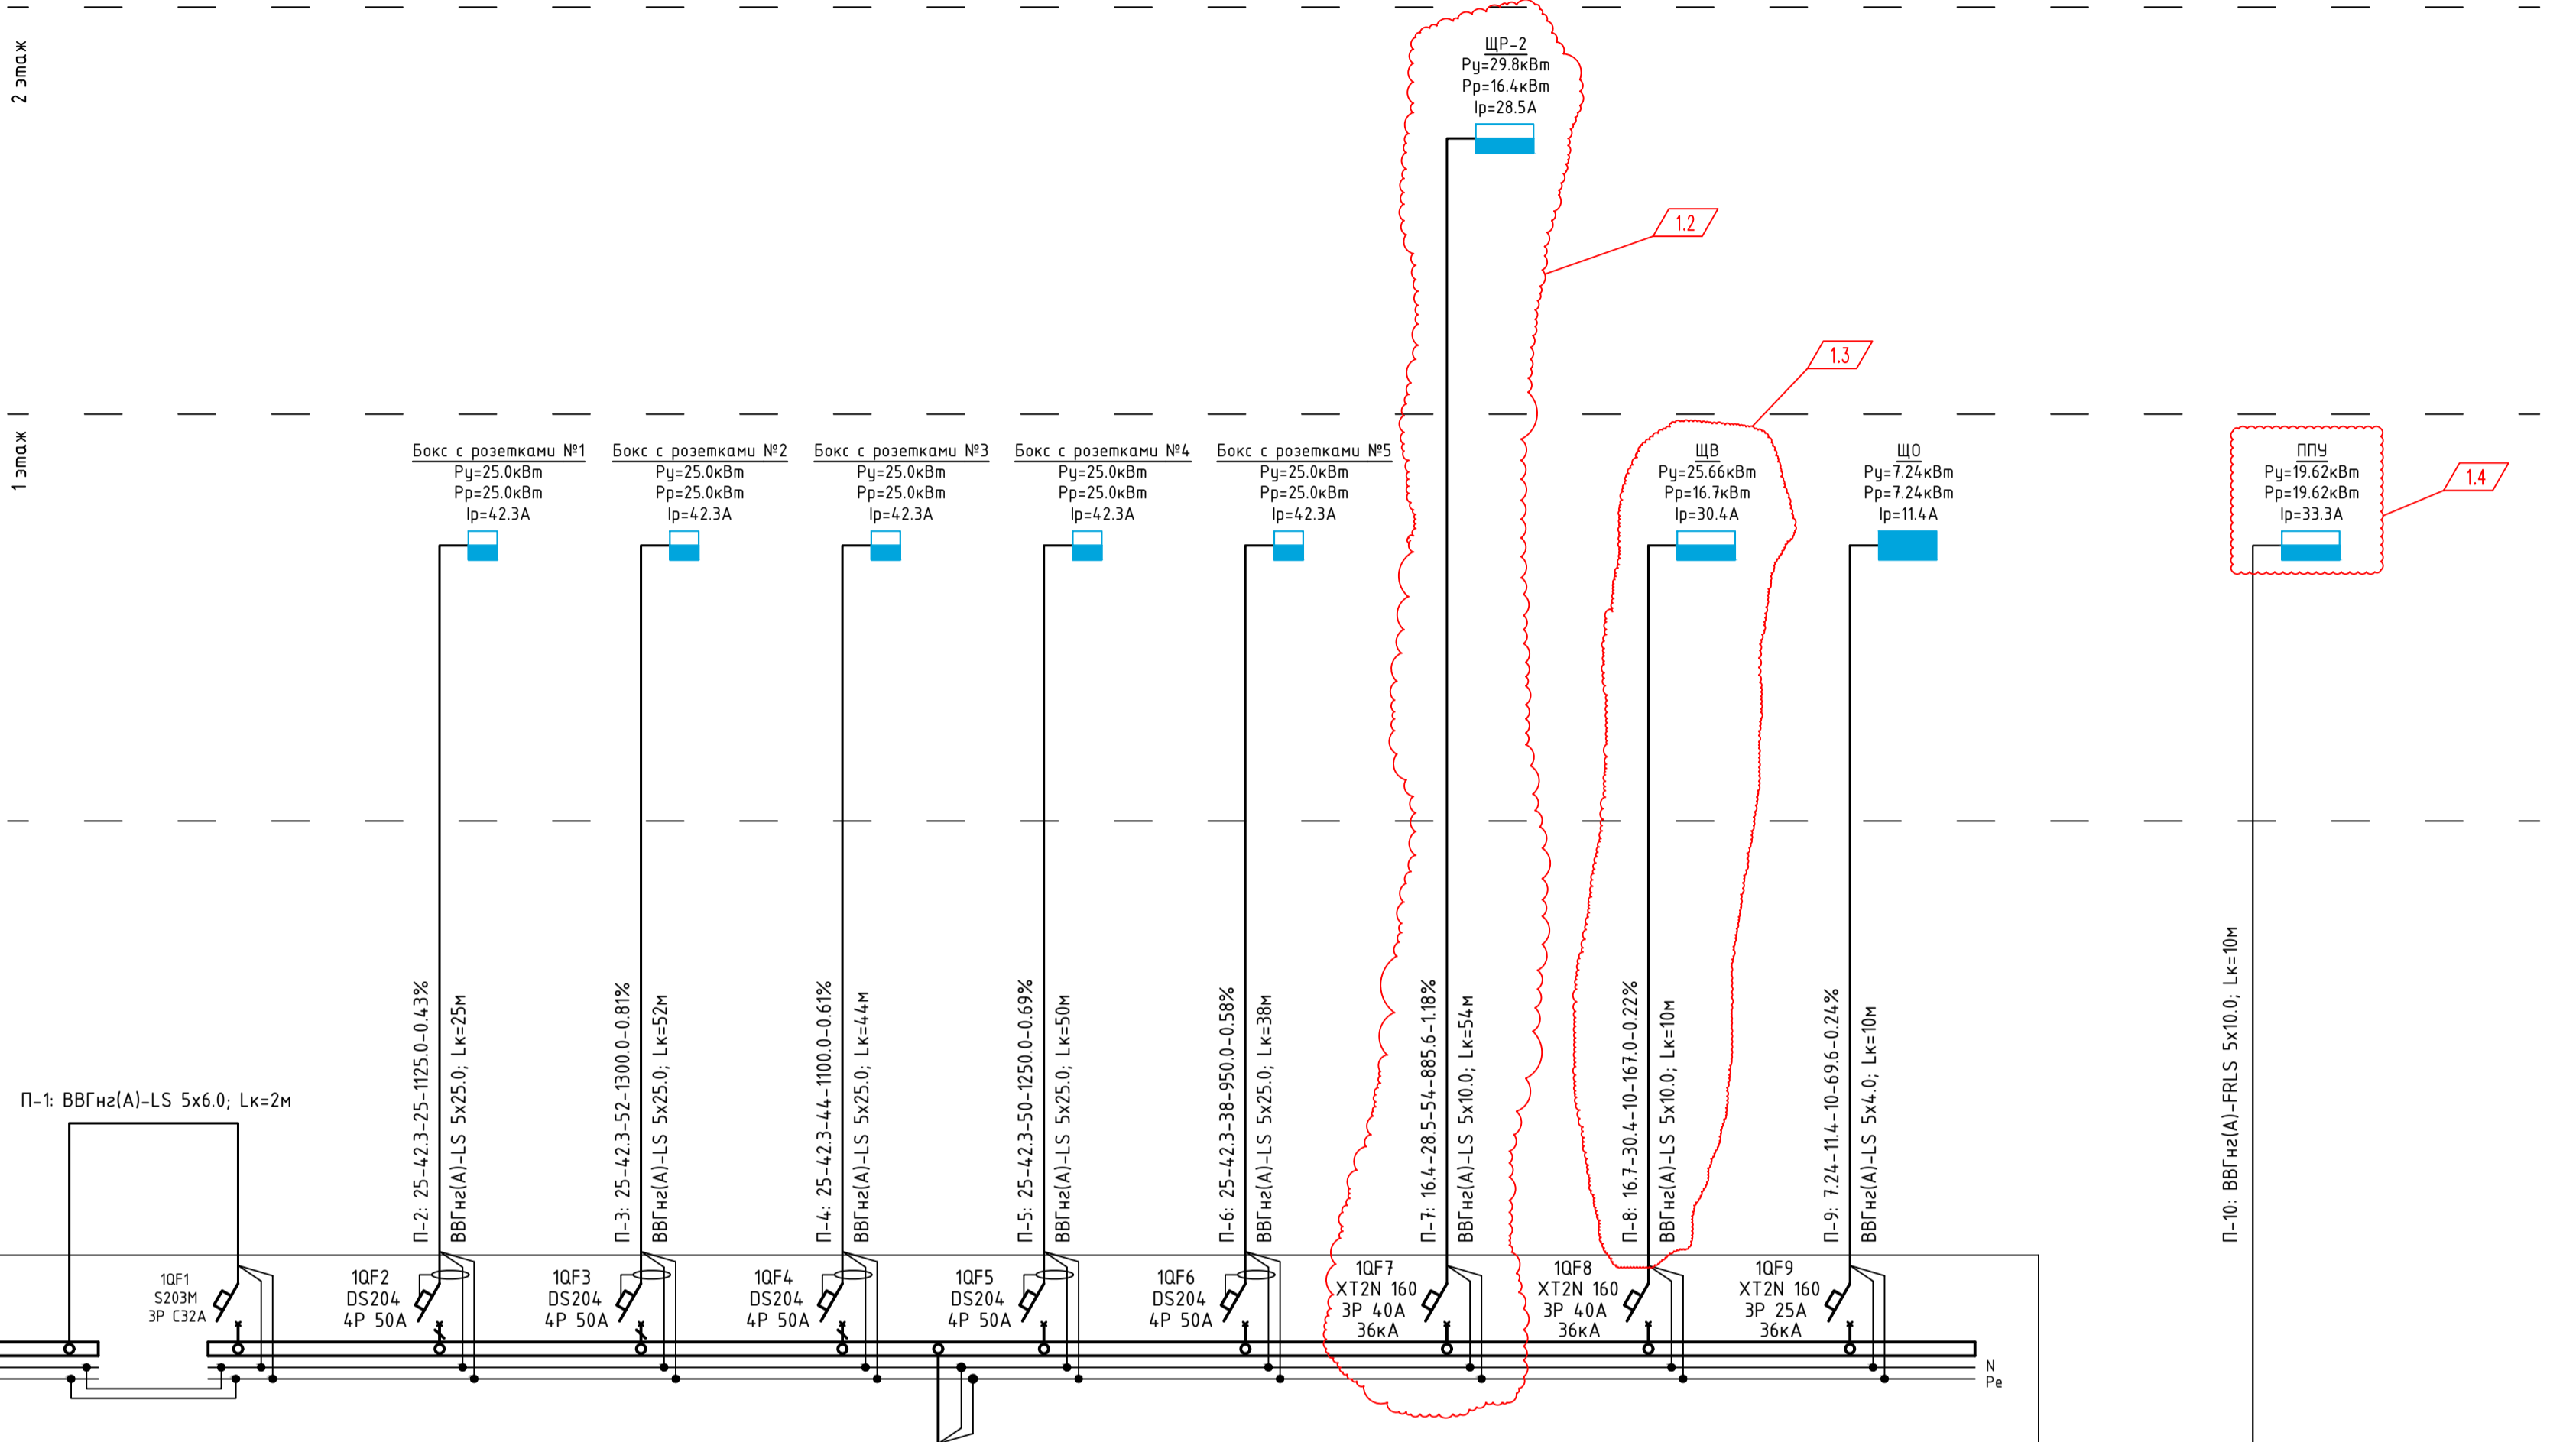 2 этаж
ЩР-2
Ру=29.8кВт
Рр=16.4кВт
Iр=28.5А
1.2
1.3
1 этаж
Бокс с розетками №1
Ру=25.0кВт
Рр=25.0кВт
Iр=42.3А
Бокс с розетками №2
Ру=25.0кВт
Рр=25.0кВт
Iр=42.3А
Бокс с розетками №3
Ру=25.0кВт
Рр=25.0кВт
Iр=42.3А
Бокс с розетками №4
Ру=25.0кВт
Рр=25.0кВт
Iр=42.3А
Бокс с розетками №5
Ру=25.0кВт
Рр=25.0кВт
Iр=42.3А
ЩВ
Ру=25.66кВт
Рр=16.7кВт
Iр=30.4А
ЩО
Ру=7.24кВт
Рр=7.24кВт
Iр=11.4А
ППУ
Ру=19.62кВт
Рр=19.62кВт
Iр=33.3А
1.4
П-1: ВВГнг(А)-LS 5х6.0; Lк=2м
П-2: 25-42.3-25-1125.0-0.43%
ВВГнг(А)-LS 5х25.0; Lк=25м
П-3: 25-42.3-52-1300.0-0.81%
ВВГнг(А)-LS 5х25.0; Lк=52м
П-4: 25-42.3-44-1100.0-0.61%
ВВГнг(А)-LS 5х25.0; Lк=44м
П-5: 25-42.3-50-1250.0-0.69%
ВВГнг(А)-LS 5х25.0; Lк=50м
П-6: 25-42.3-38-950.0-0.58%
ВВГнг(А)-LS 5х25.0; Lк=38м
П-7: 16.4-28.5-54-885.6-1.18%
ВВГнг(А)-LS 5х10.0; Lк=54м
П-8: 16.7-30.4-10-167.0-0.22%
ВВГнг(А)-LS 5х10.0; Lк=10м
П-9: 7.24-11.4-10-69.6-0.24%
ВВГнг(А)-LS 5х4.0; Lк=10м
П-10: ВВГнг(А)-FRLS 5х10.0; Lк=10м
1QF1
S203M
3P C32A
1QF2
DS204
4P 50A
1QF3
DS204
4P 50A
1QF4
DS204
4P 50A
1QF5
DS204
4P 50A
1QF6
DS204
4P 50A
1QF7
XT2N 160
3P 40A
36кА
1QF8
XT2N 160
3P 40A
36кА
1QF9
XT2N 160
3P 25A
36кА
N
Pe